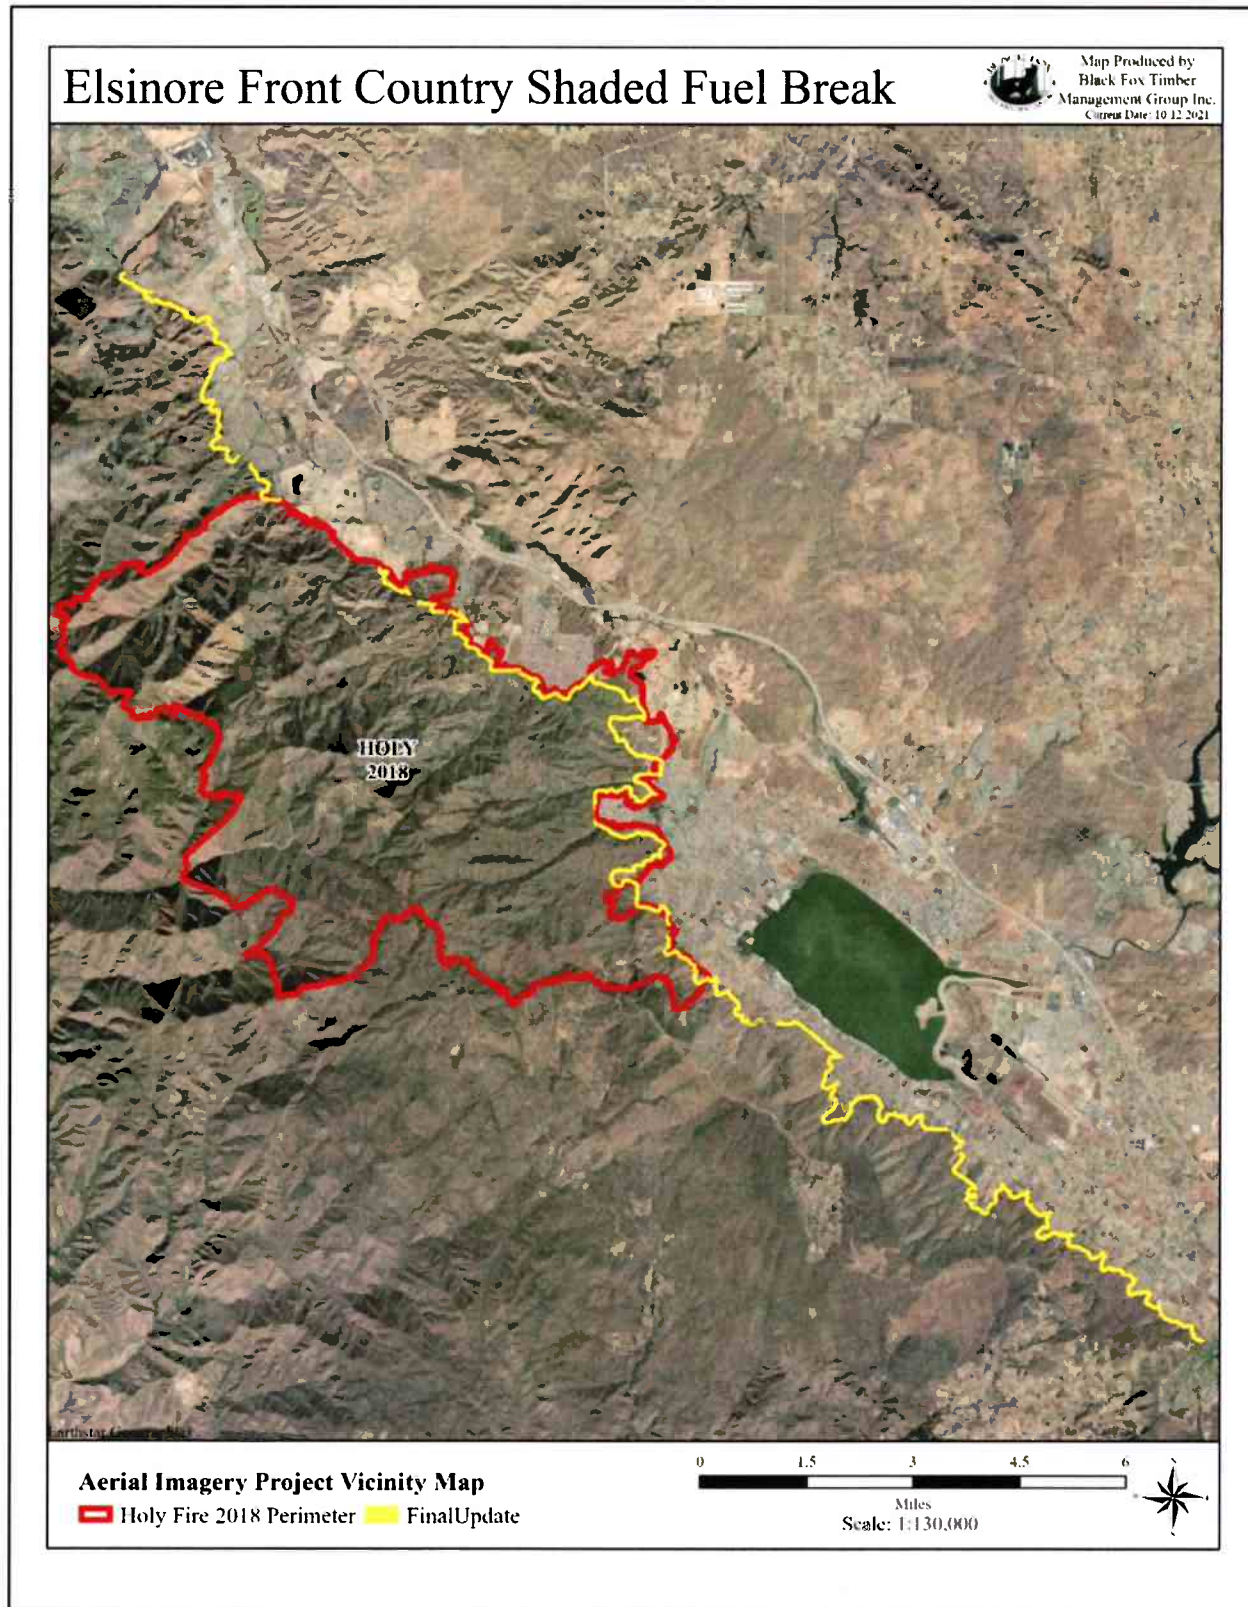 Elsinore Front Country Shaded Fuel Break
Map Produced by
Black Fox Timber
Management Group Inc.
Current Date: 10 12 2021
HOLY
2018
Earthstar Geographics
Aerial Imagery Project Vicinity Map
Holy Fire 2018 Perimeter FinalUpdate
0 1.5 3 4.5 6
Miles
Scale: 1:130,000